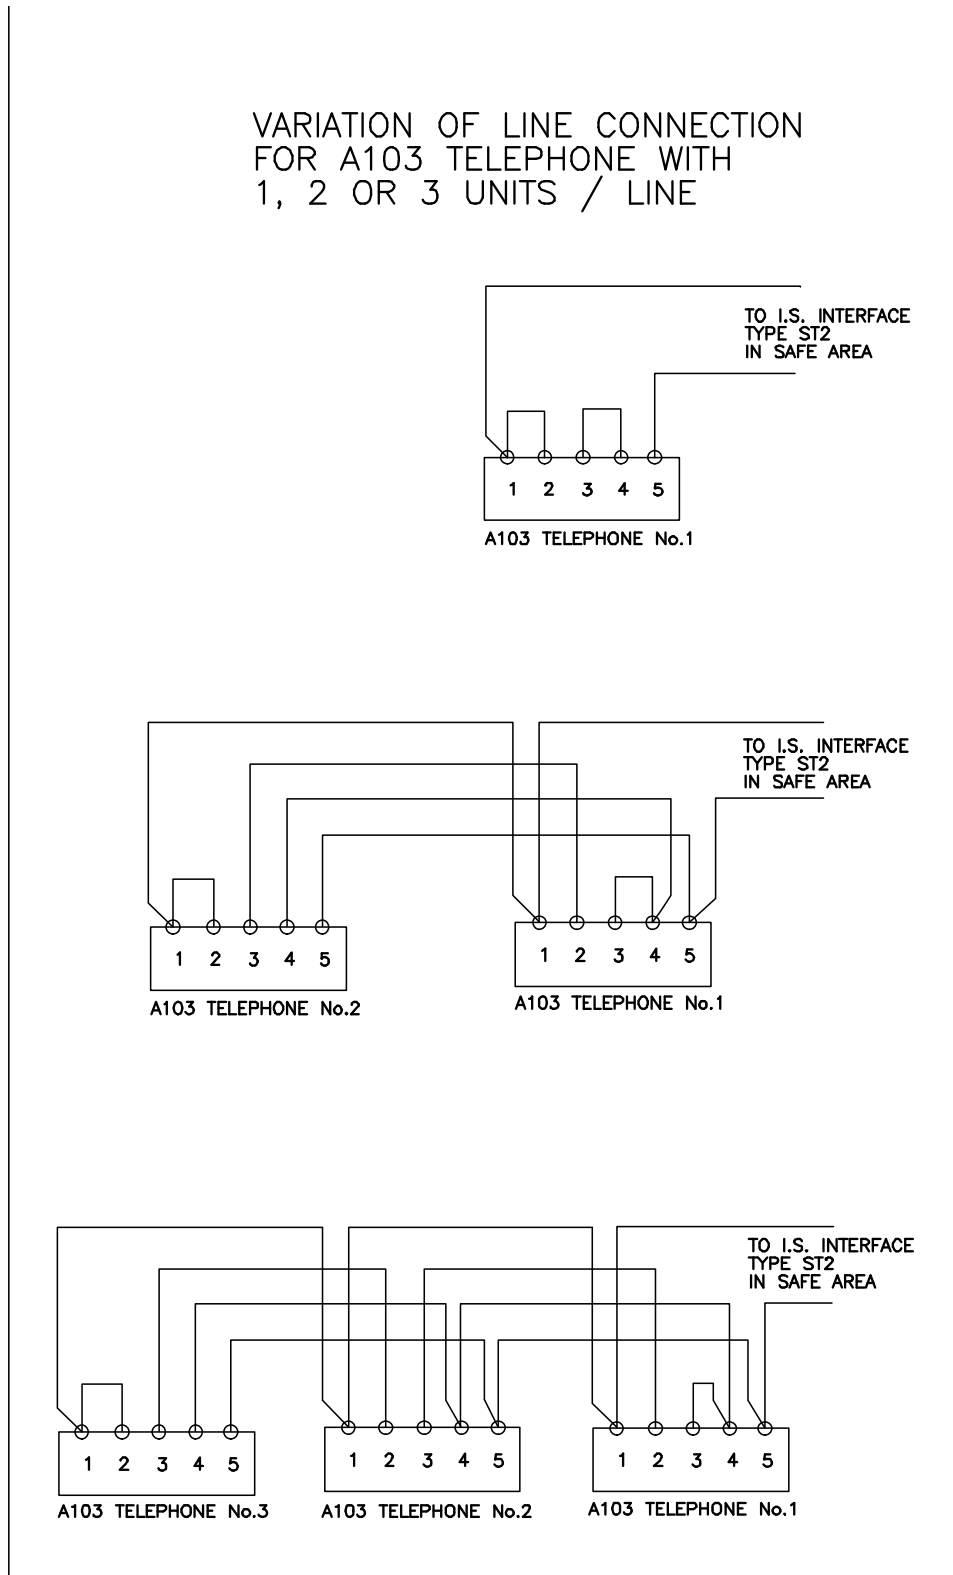 VARIATION OF LINE CONNECTION
FOR A103 TELEPHONE WITH
1, 2 OR 3 UNITS / LINE
TO I.S. INTERFACE
TYPE ST2
IN SAFE AREA
1 2 3 4 5
A103 TELEPHONE No.1
TO I.S. INTERFACE
TYPE ST2
IN SAFE AREA
1 2 3 4 5
A103 TELEPHONE No.2
1 2 3 4 5
A103 TELEPHONE No.1
TO I.S. INTERFACE
TYPE ST2
IN SAFE AREA
1 2 3 4 5
A103 TELEPHONE No.3
1 2 3 4 5
A103 TELEPHONE No.2
1 2 3 4 5
A103 TELEPHONE No.1